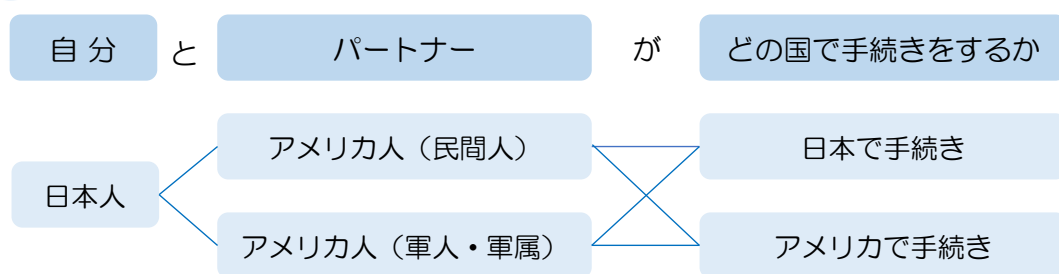 自 分 と パートナー が どの国で手続きをするか
アメリカ人（民間人） 日本で手続き
日本人
アメリカ人（軍人・軍属） アメリカで手続き